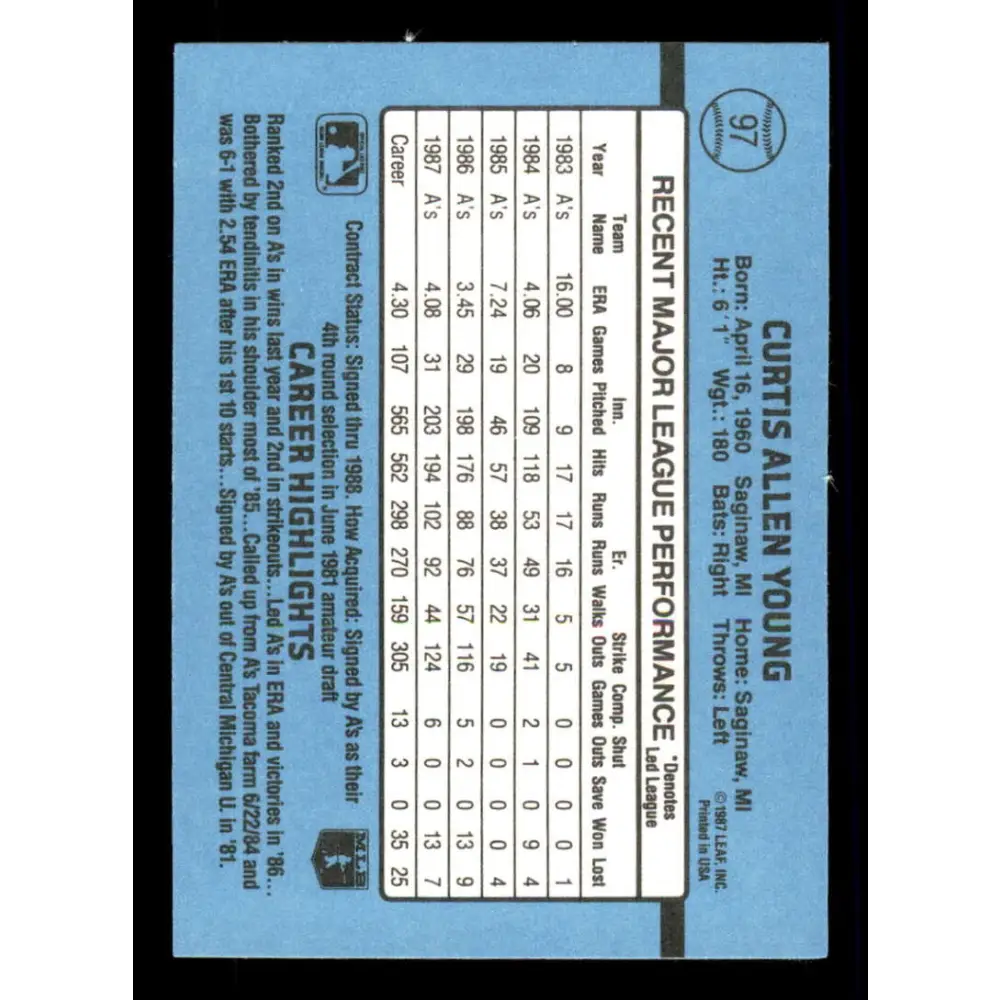 97
CURTIS ALLEN YOUNG
Born: April 16, 1960 Saginaw, MI Home: Saginaw, MI
Ht.: 6'1" Wgt.: 180 Bats: Right Throws: Left
©1987 LEAF, INC.
Printed in USA
RECENT MAJOR LEAGUE PERFORMANCE
*Denotes
Led League
Team Inn. Er. Strike Comp. Shut
Year Name ERA Games Pitched Hits Runs Runs Walks Outs Games Outs Save Won Lost
1983 A's 16.00 8 9 17 17 16 5 5 0 0 0 0 1
1984 A's 4.06 20 109 118 53 49 31 41 2 1 0 9 4
1985 A's 7.24 19 46 57 38 37 22 19 0 0 0 0 4
1986 A's 3.45 29 198 176 88 76 57 116 5 2 0 13 9
1987 A's 4.08 31 203 194 102 92 44 124 6 0 0 13 7
Career 4.30 107 565 562 298 270 159 305 13 3 0 35 25
Contract Status: Signed thru 1988. How Acquired: Signed by A's as their
4th round selection in June 1981 amateur draft
MLB
CAREER HIGHLIGHTS
Ranked 2nd on A's in wins last year and 2nd in strikeouts...Led A's in ERA and victories in '86...
Bothered by tendinitis in his shoulder most of '85...Called up from A's Tacoma farm 6/22/84 and
was 6-1 with 2.54 ERA after his 1st 10 starts...Signed by A's out of Central Michigan U. in '81.